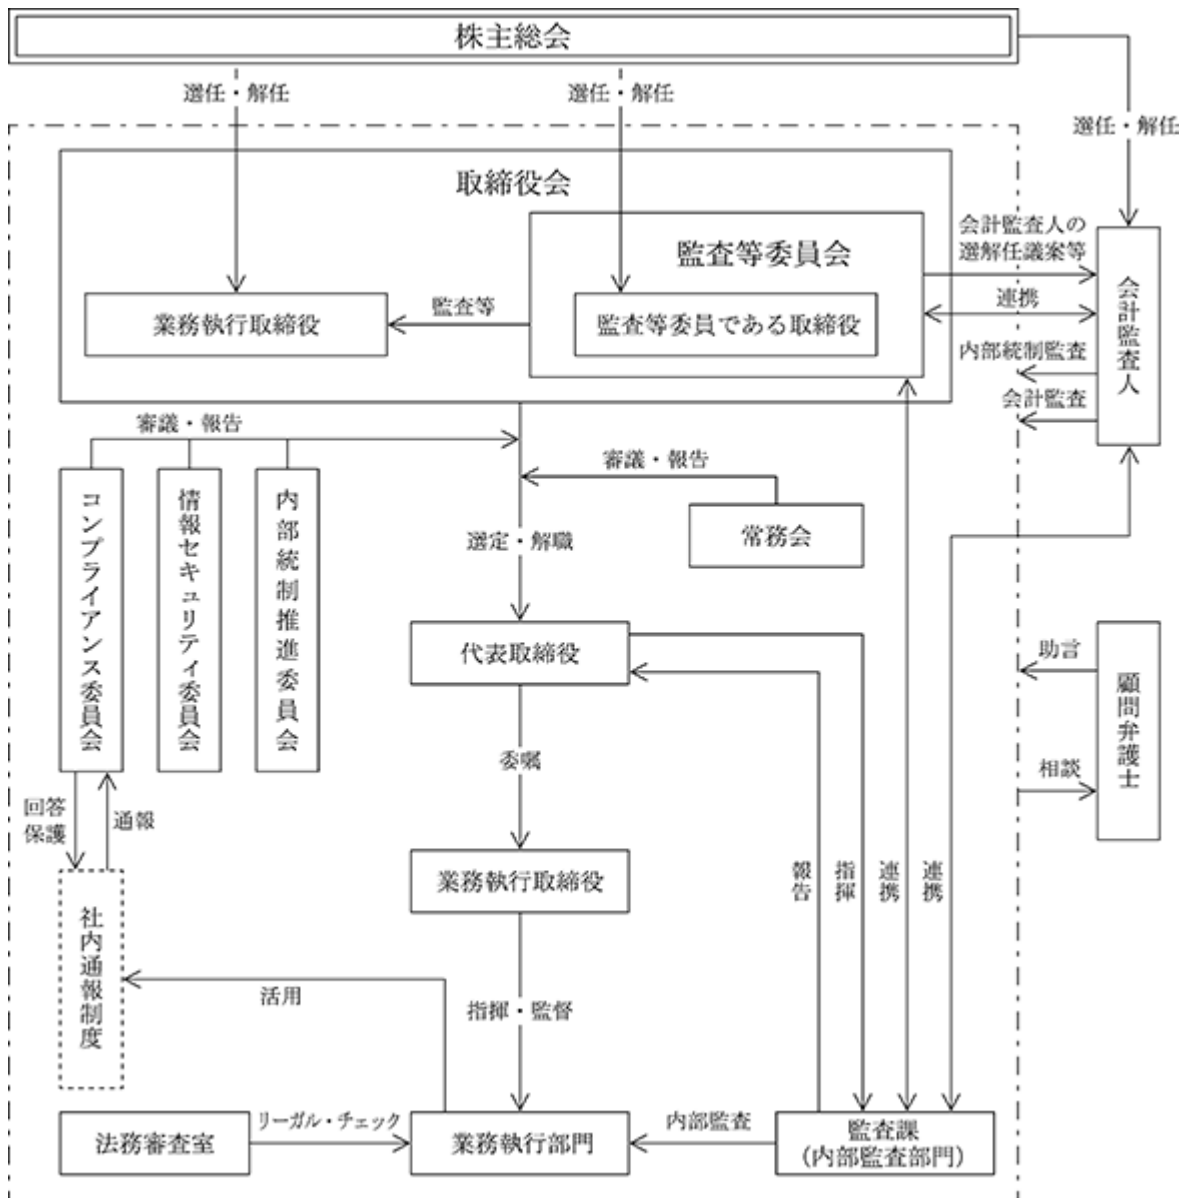 株主総会
選任・解任
選任・解任
選任・解任
取締役会
監査等委員会
業務執行取締役
監査等
監査等委員である取締役
会計監査人の
選解任議案等
連携
内部統制監査
会計監査
会計監査人
審議・報告
審議・報告
コンプライアンス委員会
情報セキュリティ委員会
内部統制推進委員会
常務会
選定・解職
代表取締役
助言
相談
顧問弁護士
委嘱
回答
保護
通報
業務執行取締役
報告
指揮
連携
連携
社内通報制度
活用
指揮・監督
法務審査室
リーガル・チェック
業務執行部門
内部監査
監査課
（内部監査部門）